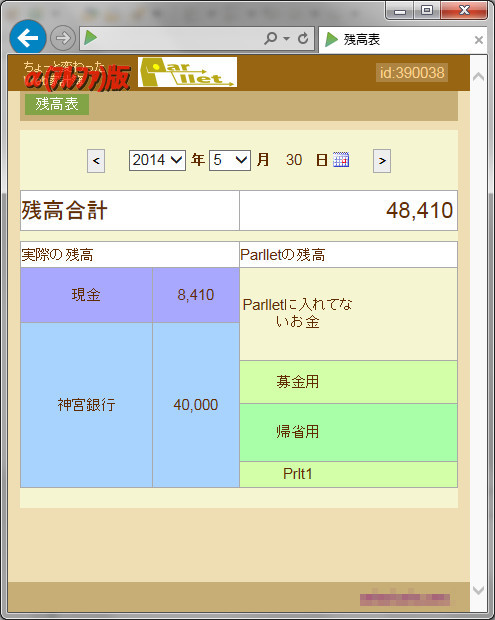 残高表
ちょっと変わった
α(アルファ)版
Parllet
id:390038
残高表
< 2014 年 5 月 30 日 >
残高合計 48,410
実際の残高 Parlletの残高
現金 8,410
Parlletに入れてな
いお金
募金用
神宮銀行 40,000
帰省用
Prlt1